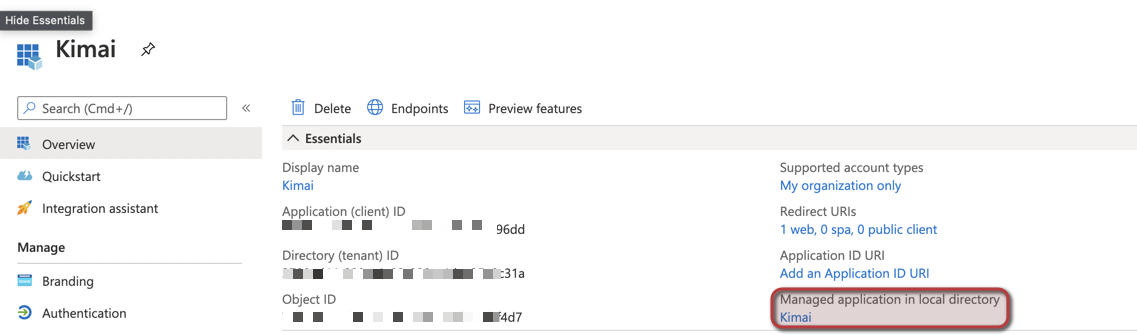 Hide Essentials
Kimai
Search (Cmd+/)
«
Overview
Quickstart
Integration assistant
Manage
Branding
Authentication
Delete
Endpoints
Preview features
Essentials
Display name
Kimai
Application (client) ID
96dd
Directory (tenant) ID
c31a
Object ID
f4d7
Supported account types
My organization only
Redirect URIs
1 web, 0 spa, 0 public client
Application ID URI
Add an Application ID URI
Managed application in local directory
Kimai